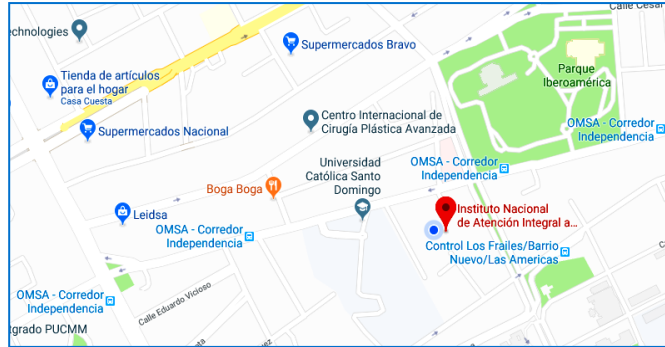 Calle César
echnologies
Supermercados Bravo
Parque
Iberoamérica
Tienda de artículos
para el hogar
Casa Cuesta
Centro Internacional de
Cirugía Plástica Avanzada
Supermercados Nacional
OMSA - Corredor
Independencia
Universidad
Católica Santo
Domingo
OMSA - Corredor
Independencia
Boga Boga
Leidsa
Instituto Nacional
de Atención Integral a...
OMSA - Corredor
Independencia
Control Los Frailes/Barrio
Nuevo/Las Americas
OMSA - Corredor
Independencia
Calle Eduardo Vicioso
tgrado PUCMM
vez